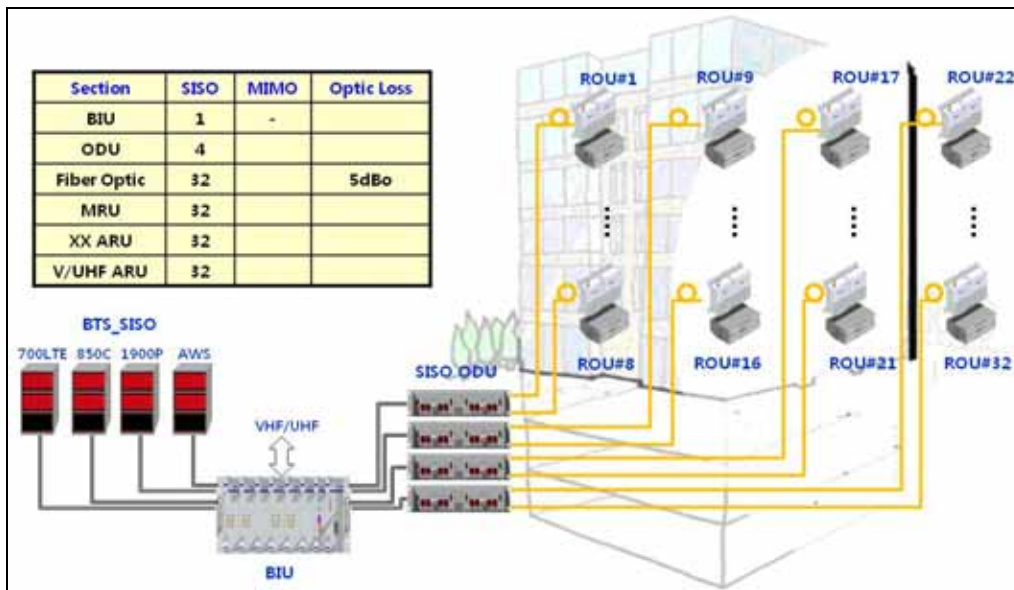 Section SISO MIMO Optic Loss
BIU 1 -
ODU 4
Fiber Optic 32 5dBo
MRU 32
XX ARU 32
V/UHF ARU 32
ROU#1 ROU#9 ROU#17 ROU#22
ROU#8 ROU#16 ROU#21 ROU#32
BTS_SISO
700LTE 850C 1900P AWS
SISO ODU
VHF/UHF
BIU